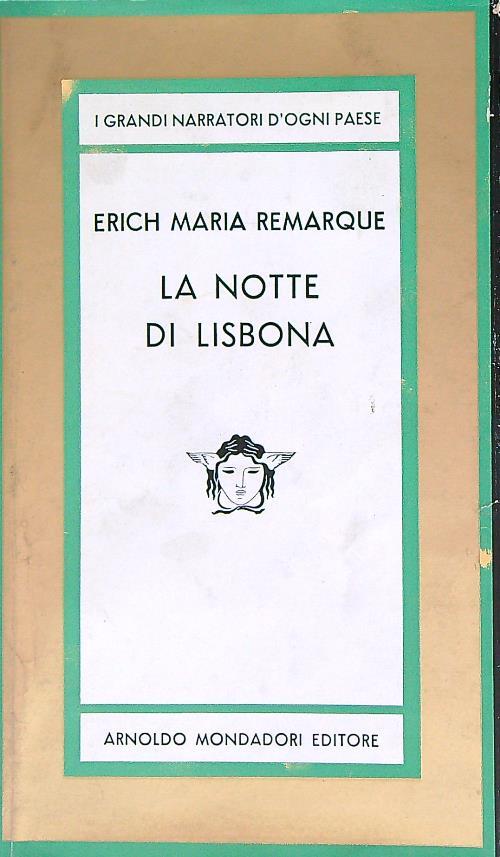 I GRANDI NARRATORI D'OGNI PAESE
ERICH MARIA REMARQUE
LA NOTTE
DI LISBONA
ARNOLDO MONDADORI EDITORE